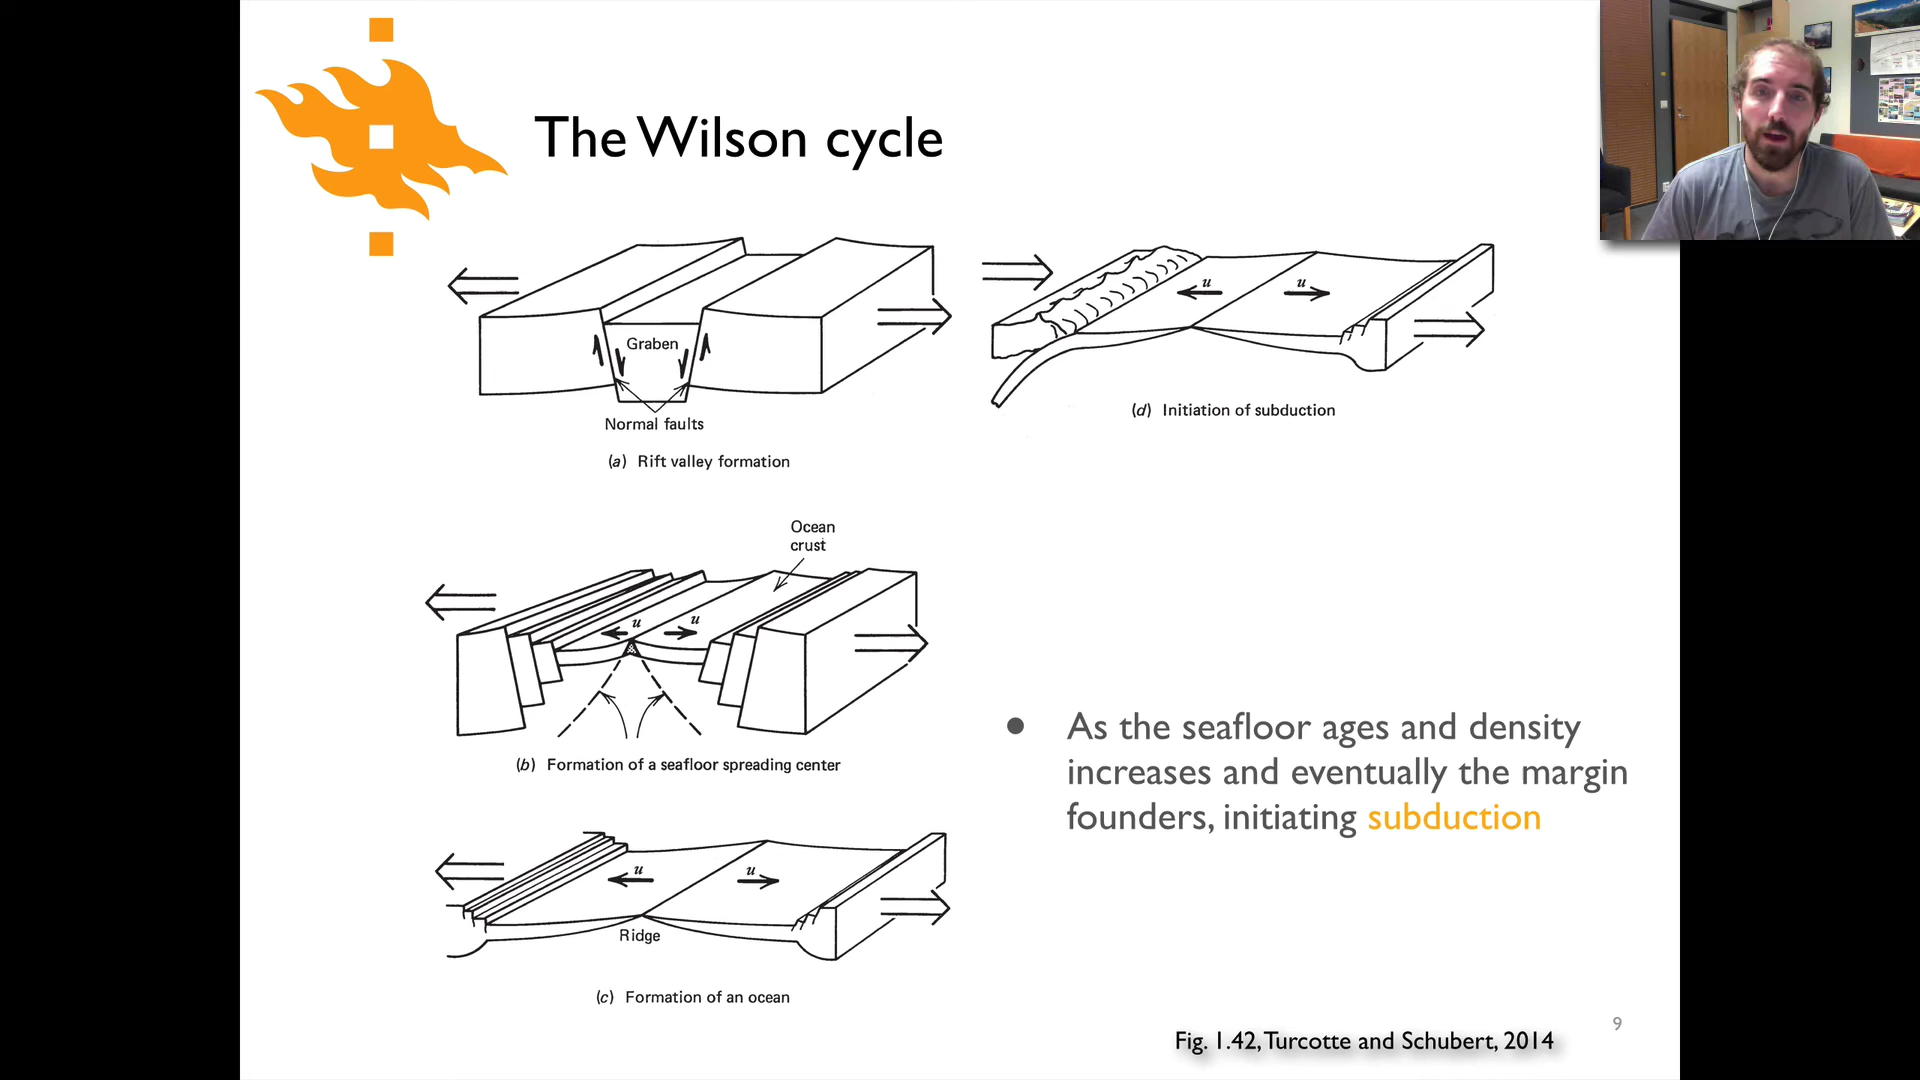 The Wilson cycle
Graben
Normal faults
(a) Rift valley formation
u
u
(d) Initiation of subduction
Ocean
crust
u
u
(b) Formation of a seafloor spreading center
u
u
Ridge
(c) Formation of an ocean
• As the seafloor ages and density
increases and eventually the margin
founders, initiating subduction
Fig. 1.42, Turcotte and Schubert, 2014
9